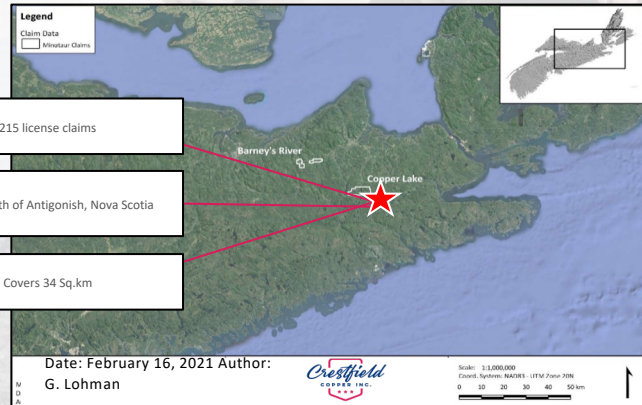 Legend
Claim Data
Minotaur Claims
215 license claims
Barney's River
Copper Lake
th of Antigonish, Nova Scotia
Covers 34 Sq.km
Date: February 16, 2021 Author:
G. Lohman
Crestfield
COPPER INC.
Scale: 1:1,000,000
Coord. System: NAD83 - UTM Zone 20N
0 10 20 30 40 50 km
M
D
A